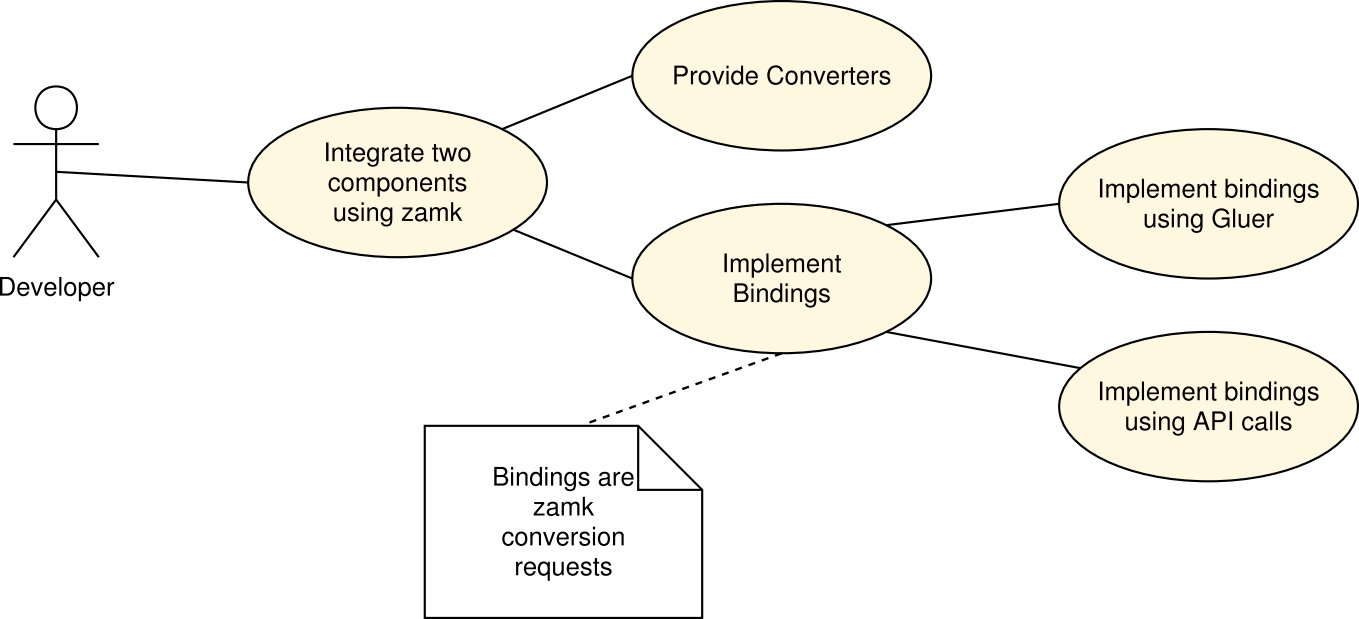 Developer
Integrate two
components
using zamk
Provide Converters
Implement
Bindings
Implement bindings
using Gluer
Implement bindings
using API calls
Bindings are
zamk
conversion
requests